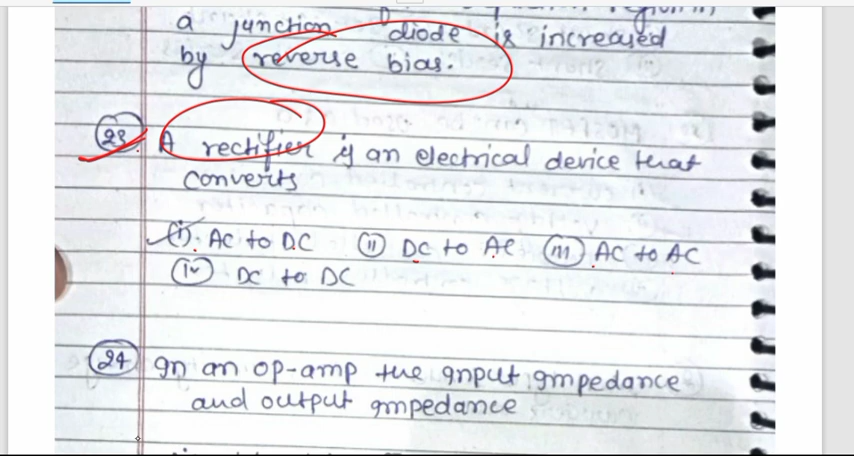 a junction diode is increased
by reverse bias.
23. A rectifier is an electrical device that
converts
(i). AC to DC (ii) DC to AC (iii) AC to AC
(iv) DC to DC
24 In an op-amp the Input Impedance
and output Impedance